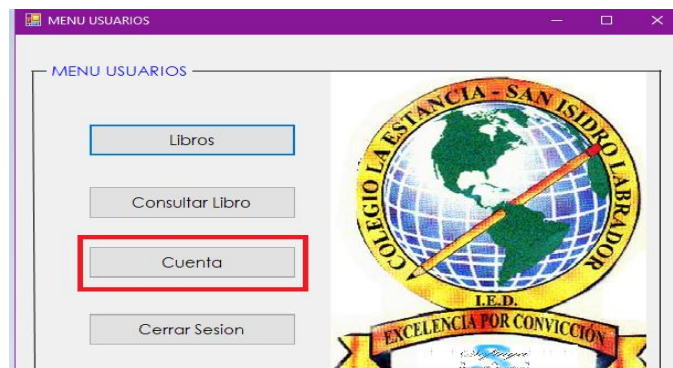 MENU USUARIOS
MENU USUARIOS
Libros
Consultar Libro
Cuenta
Cerrar Sesion
COLEGIO LA ESTANCIA - SAN ISIDRO LABRADOR
I.E.D.
EXCELENCIA POR CONVICCIÓN